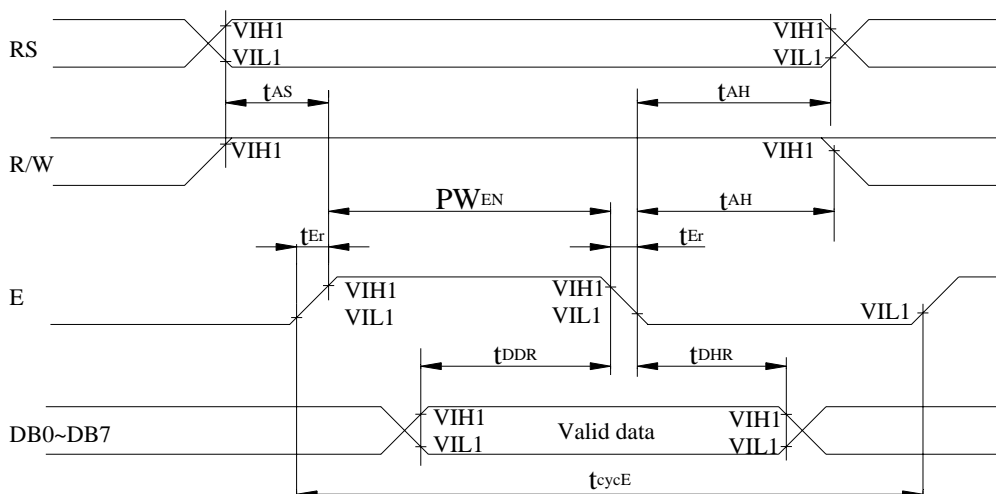 RS
VIH1
VIL1
VIH1
VIL1
tAS
tAH
R/W
VIH1
VIH1
PWEN
tAH
tEr
tEr
E
VIH1
VIL1
VIH1
VIL1
VIL1
tDDR
tDHR
DB0~DB7
VIH1
VIL1
Valid data
VIH1
VIL1
tcycE